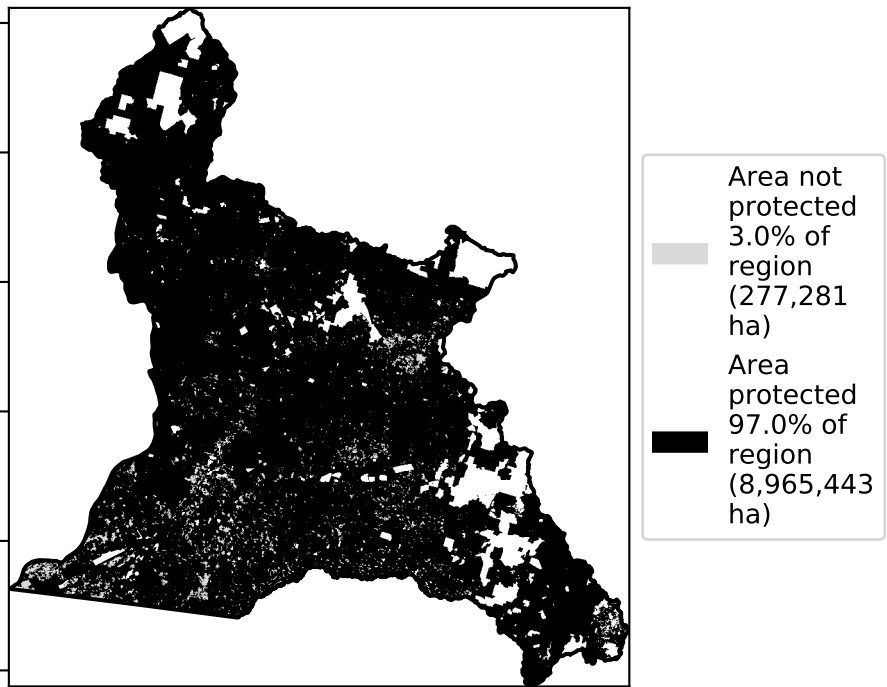 Area not
protected
3.0% of
region
(277,281
ha)
Area
protected
97.0% of
region
(8,965,443
ha)